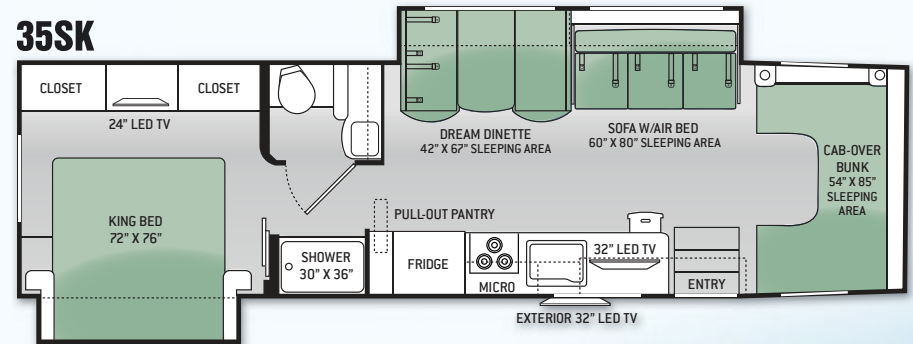 35SK
CLOSET
CLOSET
24" LED TV
KING BED
72" X 76"
DREAM DINETTE
42" X 67" SLEEPING AREA
SOFA W/AIR BED
60" X 80" SLEEPING AREA
CAB-OVER
BUNK
54" X 85"
SLEEPING
AREA
PULL-OUT PANTRY
SHOWER
30" X 36"
FRIDGE
MICRO
32" LED TV
ENTRY
EXTERIOR 32" LED TV